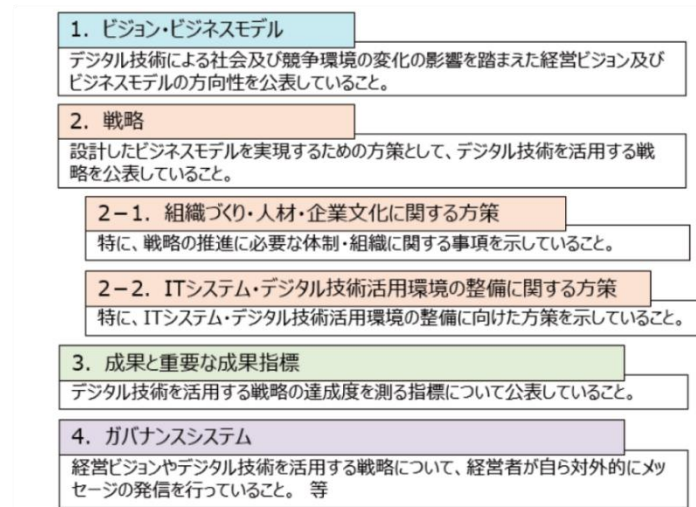 1．ビジョン・ビジネスモデル
デジタル技術による社会及び競争環境の変化の影響を踏まえた経営ビジョン及び
ビジネスモデルの方向性を公表していること。
2．戦略
設計したビジネスモデルを実現するための方策として、デジタル技術を活用する戦
略を公表していること。
2－1．組織づくり・人材・企業文化に関する方策
特に、戦略の推進に必要な体制・組織に関する事項を示していること。
2－2．ITシステム・デジタル技術活用環境の整備に関する方策
特に、ITシステム・デジタル技術活用環境の整備に向けた方策を示していること。
3．成果と重要な成果指標
デジタル技術を活用する戦略の達成度を測る指標について公表していること。
4．ガバナンスシステム
経営ビジョンやデジタル技術を活用する戦略について、経営者が自ら対外的にメッ
セージの発信を行っていること。 等